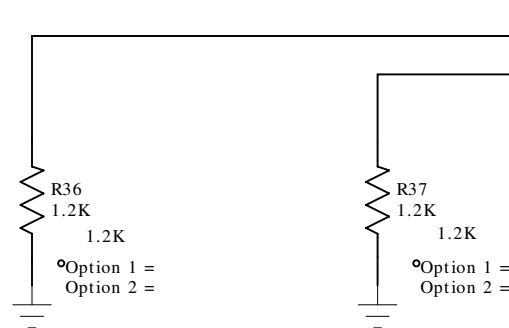 R36
1.2K
1.2K
Option 1 =
Option 2 =
R37
1.2K
1.2K
Option 1 =
Option 2 =